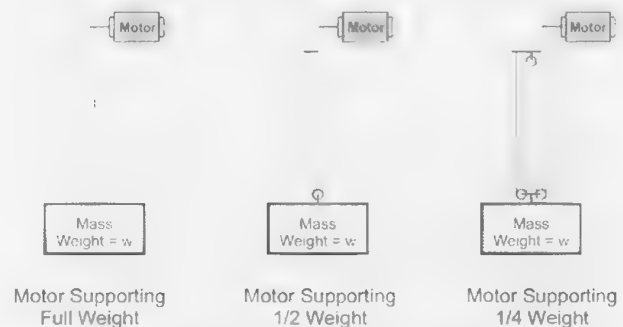 Motor
Motor
Motor
Mass
Weight = w
Mass
Weight = w
Mass
Weight = w
Motor Supporting
Full Weight
Motor Supporting
1/2 Weight
Motor Supporting
1/4 Weight